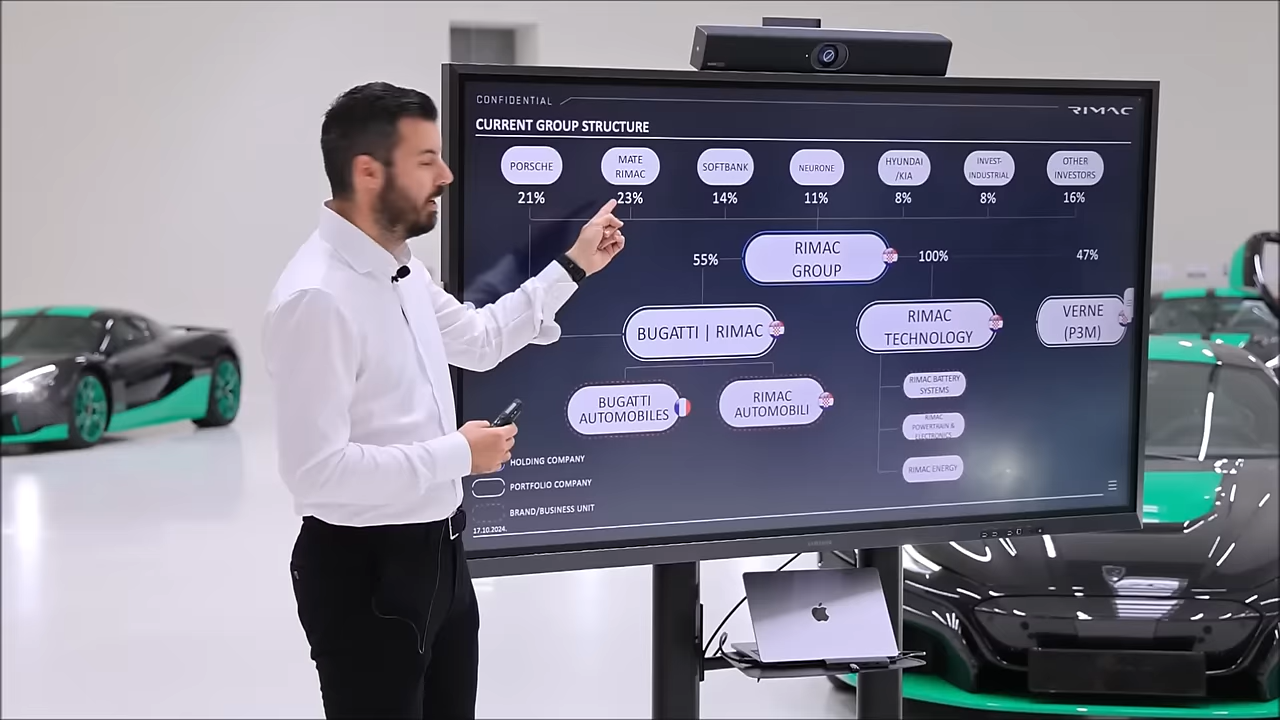 CONFIDENTIAL
RIMAC
CURRENT GROUP STRUCTURE
PORSCHE
MATE
RIMAC
SOFTBANK
NEURONE
HYUNDAI
/KIA
INVEST-
INDUSTRIAL
OTHER
INVESTORS
21%
23%
14%
11%
8%
8%
16%
55%
RIMAC
GROUP
100%
47%
BUGATTI | RIMAC
RIMAC
TECHNOLOGY
VERNE
(P3M)
BUGATTI
AUTOMOBILES
RIMAC
AUTOMOBILI
RIMAC BATTERY
SYSTEMS
RIMAC
POWERTRAIN &
ELECTRONICS
RIMAC ENERGY
HOLDING COMPANY
PORTFOLIO COMPANY
BRAND/BUSINESS UNIT
17.10.2024.
SAMSUNG